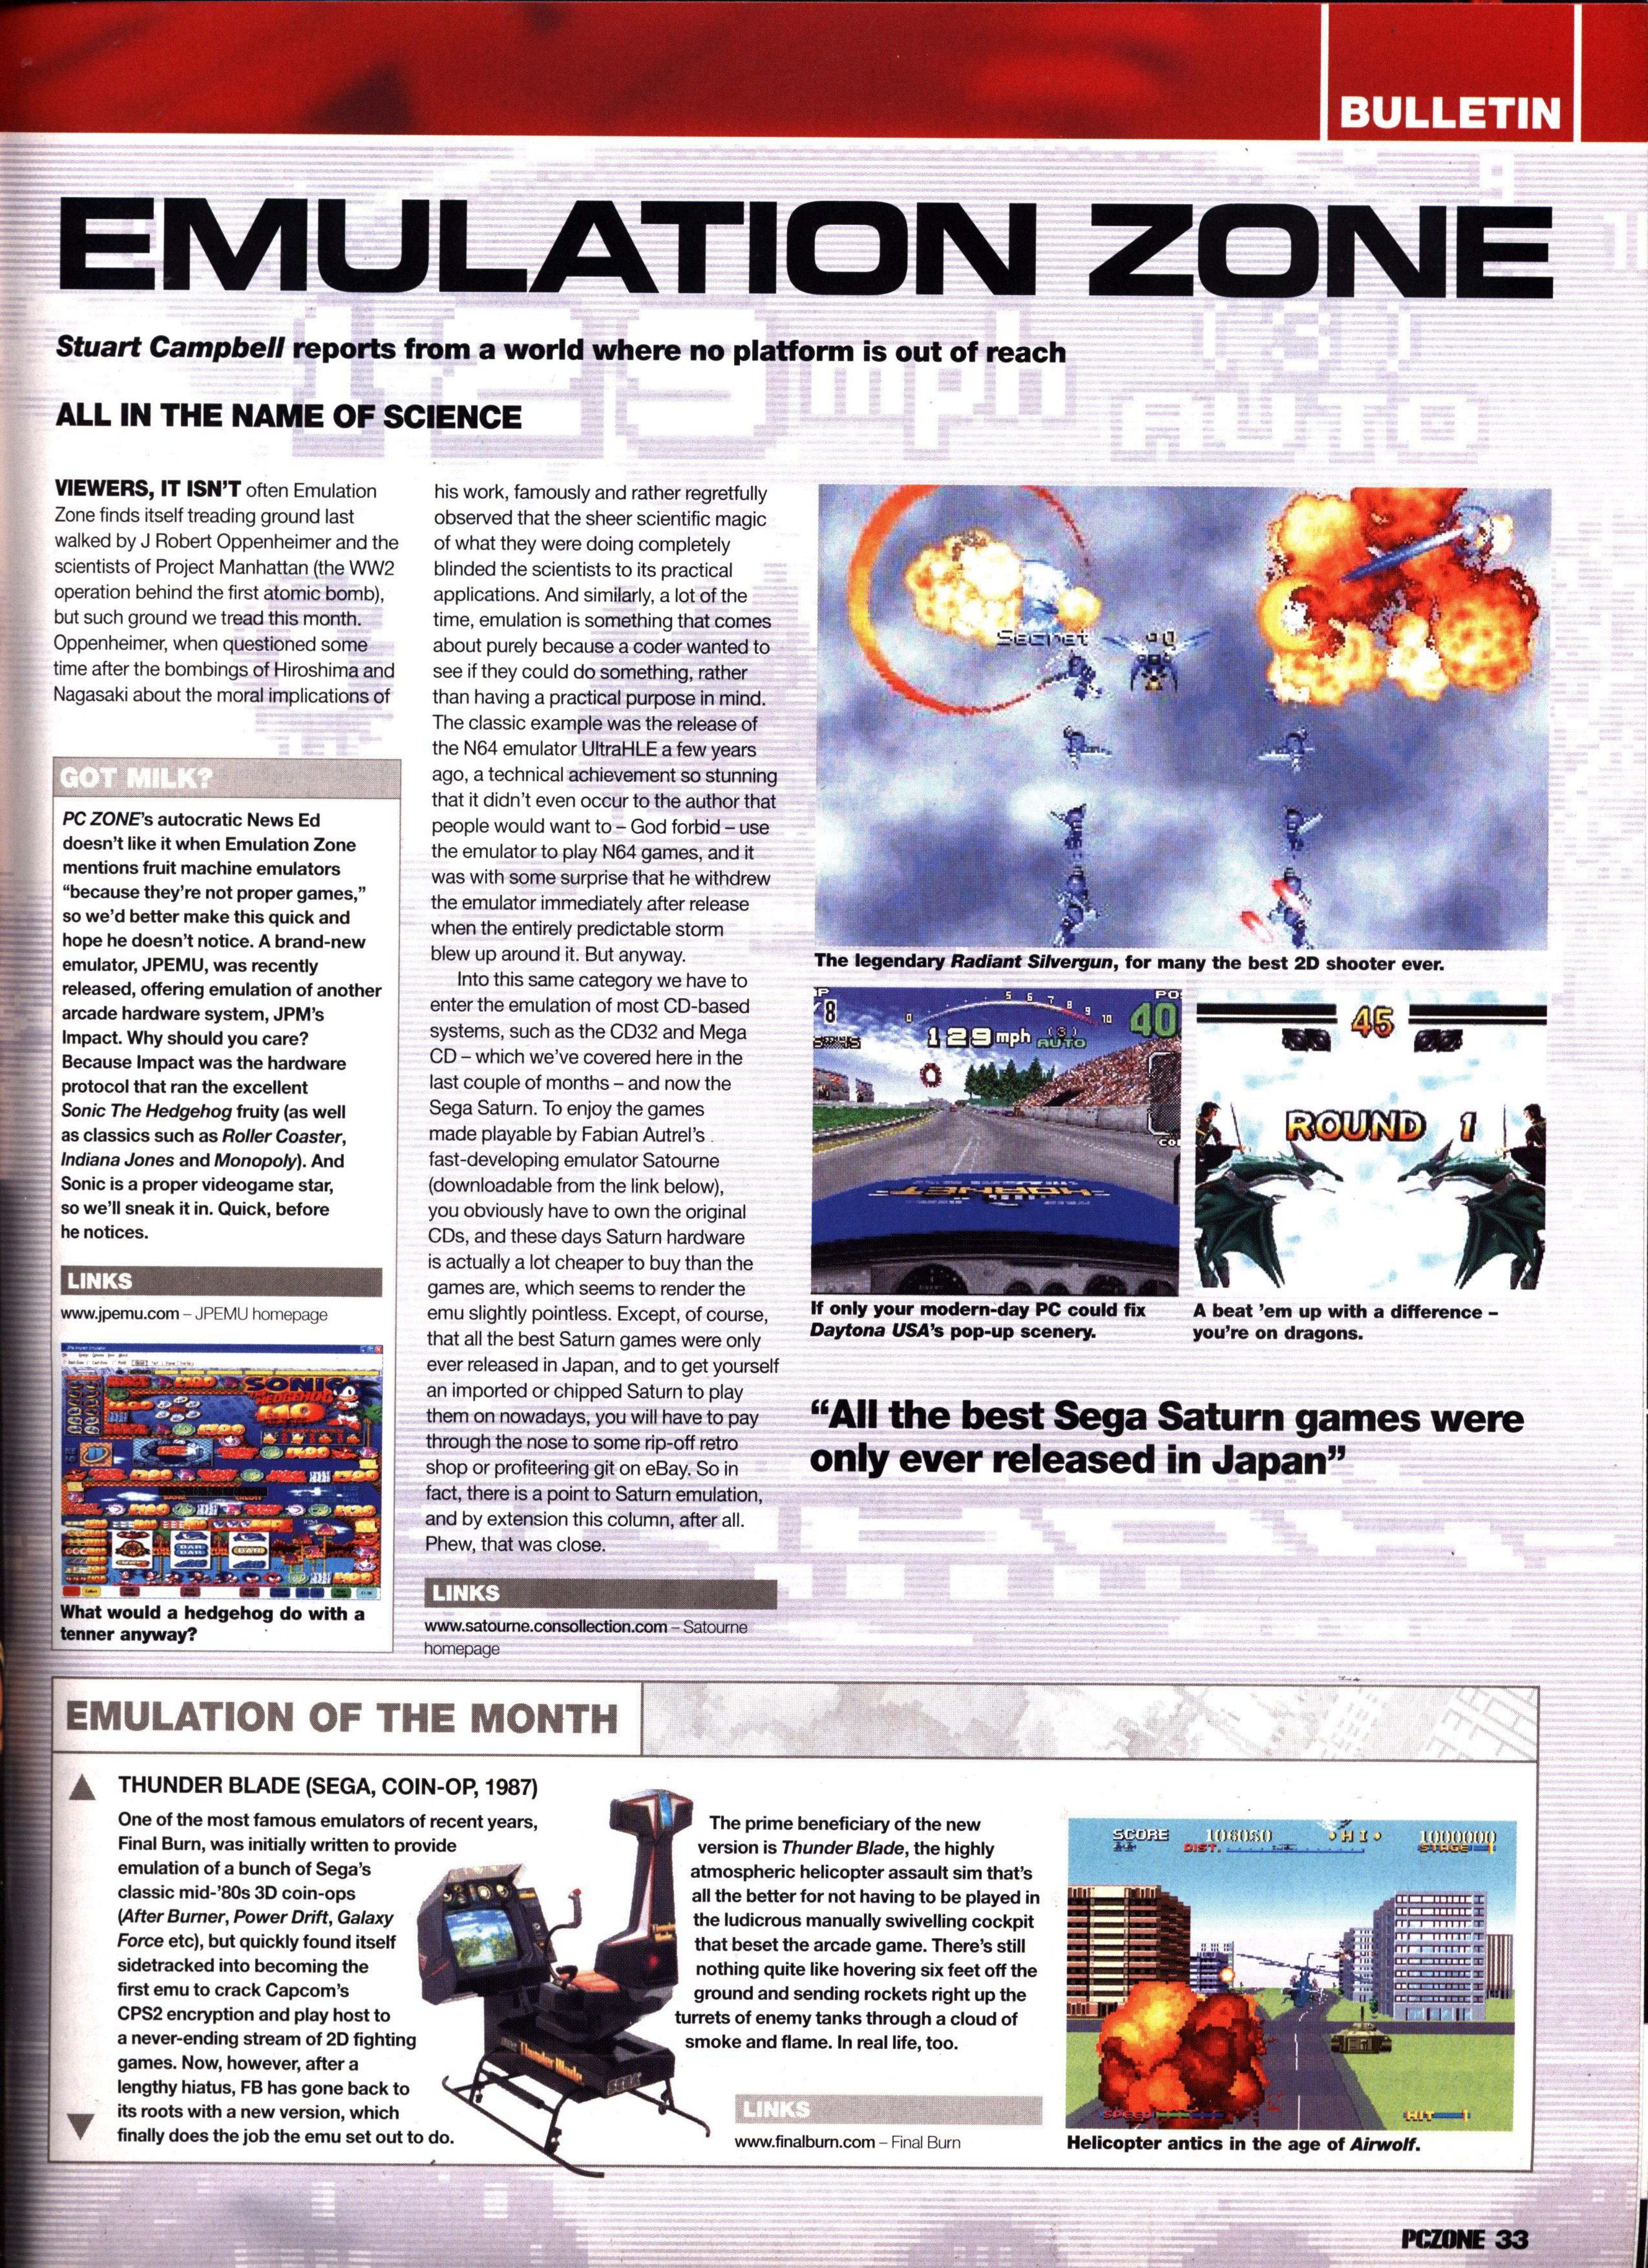 BULLETIN
EMULATION ZONE
Stuart Campbell reports from a world where no platform is out of reach
ALL IN THE NAME OF SCIENCE
VIEWERS, IT ISN'T often Emulation
Zone finds itself treading ground last
walked by J Robert Oppenheimer and the
scientists of Project Manhattan (the WW2
operation behind the first atomic bomb),
but such ground we tread this month.
Oppenheimer, when questioned some
time after the bombings of Hiroshima and
Nagasaki about the moral implications of
his work, famously and rather regretfully
observed that the sheer scientific magic
of what they were doing completely
blinded the scientists to its practical
applications. And similarly, a lot of the
time, emulation is something that comes
about purely because a coder wanted to
see if they could do something, rather
than having a practical purpose in mind.
The classic example was the release of
the N64 emulator UltraHLE a few years
ago, a technical achievement so stunning
that it didn't even occur to the author that
people would want to – God forbid – use
the emulator to play N64 games, and it
was with some surprise that he withdrew
the emulator immediately after release
when the entirely predictable storm
blew up around it. But anyway.
Into this same category we have to
enter the emulation of most CD-based
systems, such as the CD32 and Mega
CD – which we've covered here in the
last couple of months – and now the
Sega Saturn. To enjoy the games
made playable by Fabian Autrel's
fast-developing emulator Satourne
(downloadable from the link below),
you obviously have to own the original
CDs, and these days Saturn hardware
is actually a lot cheaper to buy than the
games are, which seems to render the
emu slightly pointless. Except, of course,
that all the best Saturn games were only
ever released in Japan, and to get yourself
an imported or chipped Saturn to play
them on nowadays, you will have to pay
through the nose to some rip-off retro
shop or profiteering git on eBay. So in
fact, there is a point to Saturn emulation,
and by extension this column, after all.
Phew, that was close.
LINKS
www.satourne.consollection.com – Satourne
homepage
GOT MILK?
PC ZONE's autocratic News Ed
doesn't like it when Emulation Zone
mentions fruit machine emulators
"because they're not proper games,"
so we'd better make this quick and
hope he doesn't notice. A brand-new
emulator, JPEMU, was recently
released, offering emulation of another
arcade hardware system, JPM's
Impact. Why should you care?
Because Impact was the hardware
protocol that ran the excellent
Sonic The Hedgehog fruity (as well
as classics such as Roller Coaster,
Indiana Jones and Monopoly). And
Sonic is a proper videogame star,
so we'll sneak it in. Quick, before
he notices.
LINKS
www.jpemu.com – JPEMU homepage
SONIC
What would a hedgehog do with a
tenner anyway?
Secret
The legendary Radiant Silvergun, for many the best 2D shooter ever.
8
0 5 6 7 8 9 10
129 mph
(3)
AUTO
40
HORNET
If only your modern-day PC could fix
Daytona USA's pop-up scenery.
45
ROUND 1
A beat 'em up with a difference –
you're on dragons.
"All the best Sega Saturn games were
only ever released in Japan"
EMULATION OF THE MONTH
THUNDER BLADE (SEGA, COIN-OP, 1987)
One of the most famous emulators of recent years,
Final Burn, was initially written to provide
emulation of a bunch of Sega's
classic mid-'80s 3D coin-ops
(After Burner, Power Drift, Galaxy
Force etc), but quickly found itself
sidetracked into becoming the
first emu to crack Capcom's
CPS2 encryption and play host to
a never-ending stream of 2D fighting
games. Now, however, after a
lengthy hiatus, FB has gone back to
its roots with a new version, which
finally does the job the emu set out to do.
Thunder Blade
SEGA
The prime beneficiary of the new
version is Thunder Blade, the highly
atmospheric helicopter assault sim that's
all the better for not having to be played in
the ludicrous manually swivelling cockpit
that beset the arcade game. There's still
nothing quite like hovering six feet off the
ground and sending rockets right up the
turrets of enemy tanks through a cloud of
smoke and flame. In real life, too.
LINKS
www.finalburn.com – Final Burn
SCORE 106080 HI 1000000
DIST. STAGE 1
SPEED
HIT 1
Helicopter antics in the age of Airwolf.
PCZONE 33